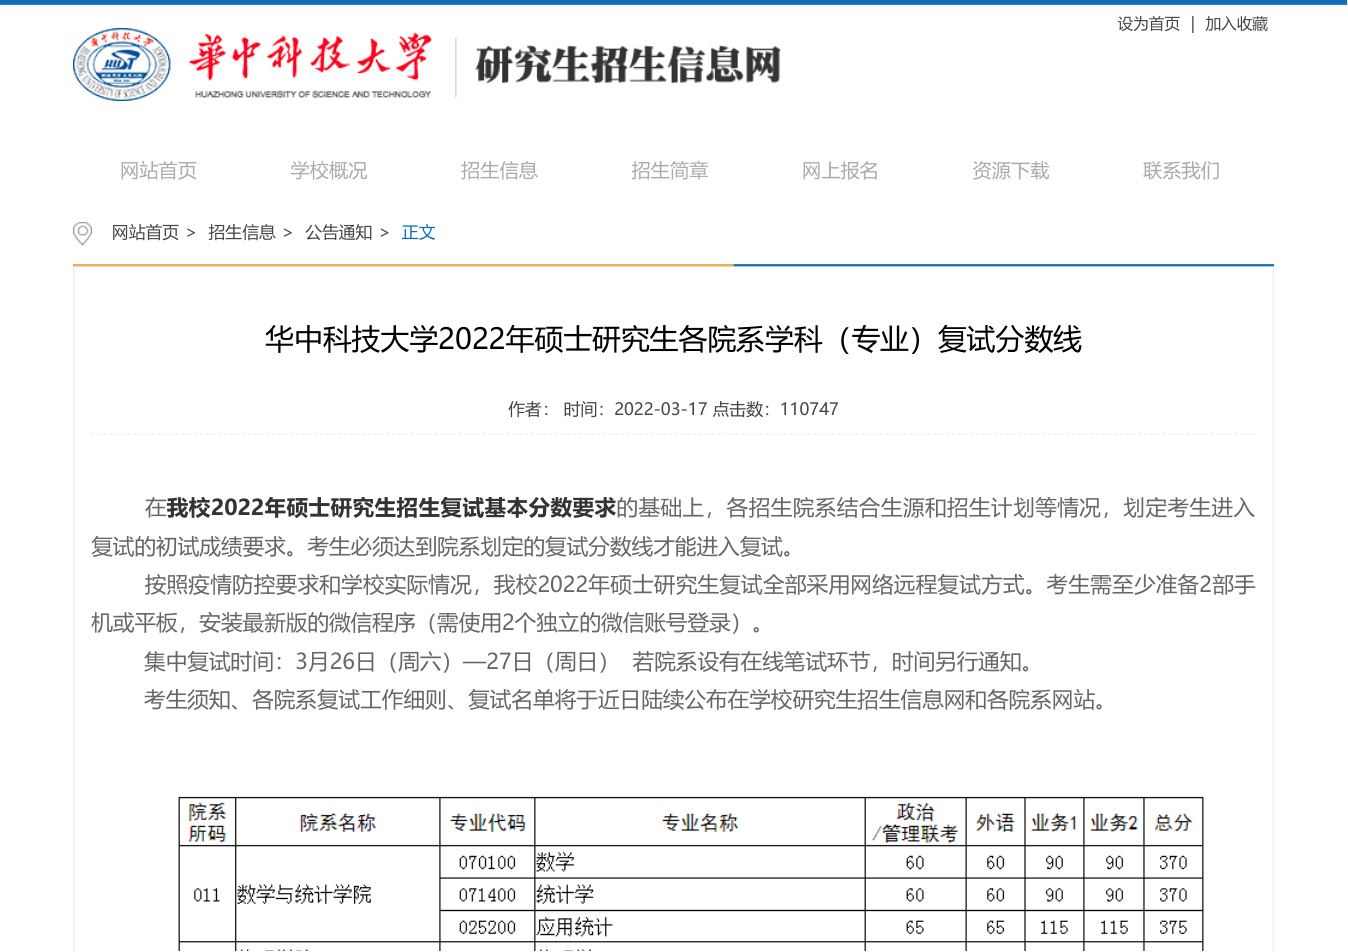 设为首页 | 加入收藏
華中科技大学
HUAZHONG UNIVERSITY OF SCIENCE AND TECHNOLOGY
研究生招生信息网
网站首页 学校概况 招生信息 招生简章 网上报名 资源下载 联系我们
网站首页 > 招生信息 > 公告通知 > 正文
华中科技大学2022年硕士研究生各院系学科（专业）复试分数线
作者： 时间：2022-03-17 点击数：110747
在我校2022年硕士研究生招生复试基本分数要求的基础上，各招生院系结合生源和招生计划等情况，划定考生进入
复试的初试成绩要求。考生必须达到院系划定的复试分数线才能进入复试。
按照疫情防控要求和学校实际情况，我校2022年硕士研究生复试全部采用网络远程复试方式。考生需至少准备2部手
机或平板，安装最新版的微信程序（需使用2个独立的微信账号登录）。
集中复试时间：3月26日（周六）—27日（周日） 若院系设有在线笔试环节，时间另行通知。
考生须知、各院系复试工作细则、复试名单将于近日陆续公布在学校研究生招生信息网和各院系网站。
院系所码 院系名称 专业代码 专业名称 政治/管理联考 外语 业务1 业务2 总分
070100 数学 60 60 90 90 370
011 数学与统计学院 071400 统计学 60 60 90 90 370
025200 应用统计 65 65 115 115 375